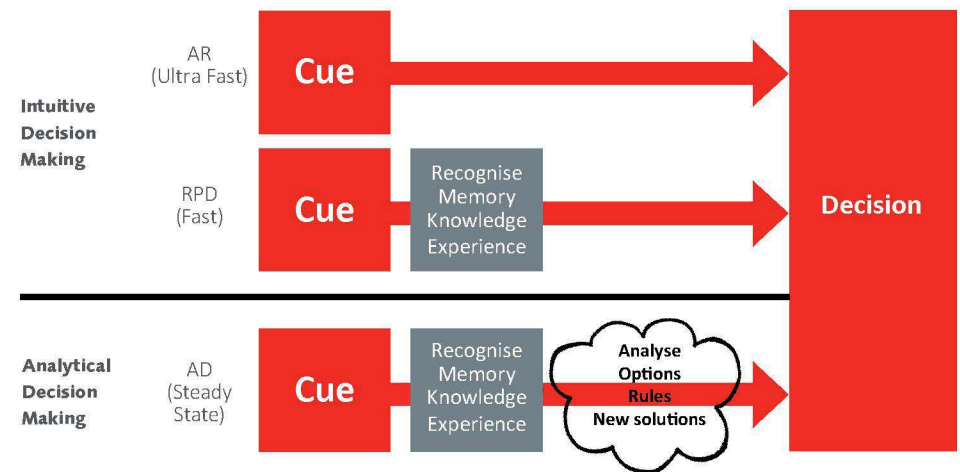 Intuitive
Decision
Making
AR
(Ultra Fast)
Cue
RPD
(Fast)
Cue
Recognise
Memory
Knowledge
Experience
Decision
Analytical
Decision
Making
AD
(Steady
State)
Cue
Recognise
Memory
Knowledge
Experience
Analyse
Options
Rules
New solutions